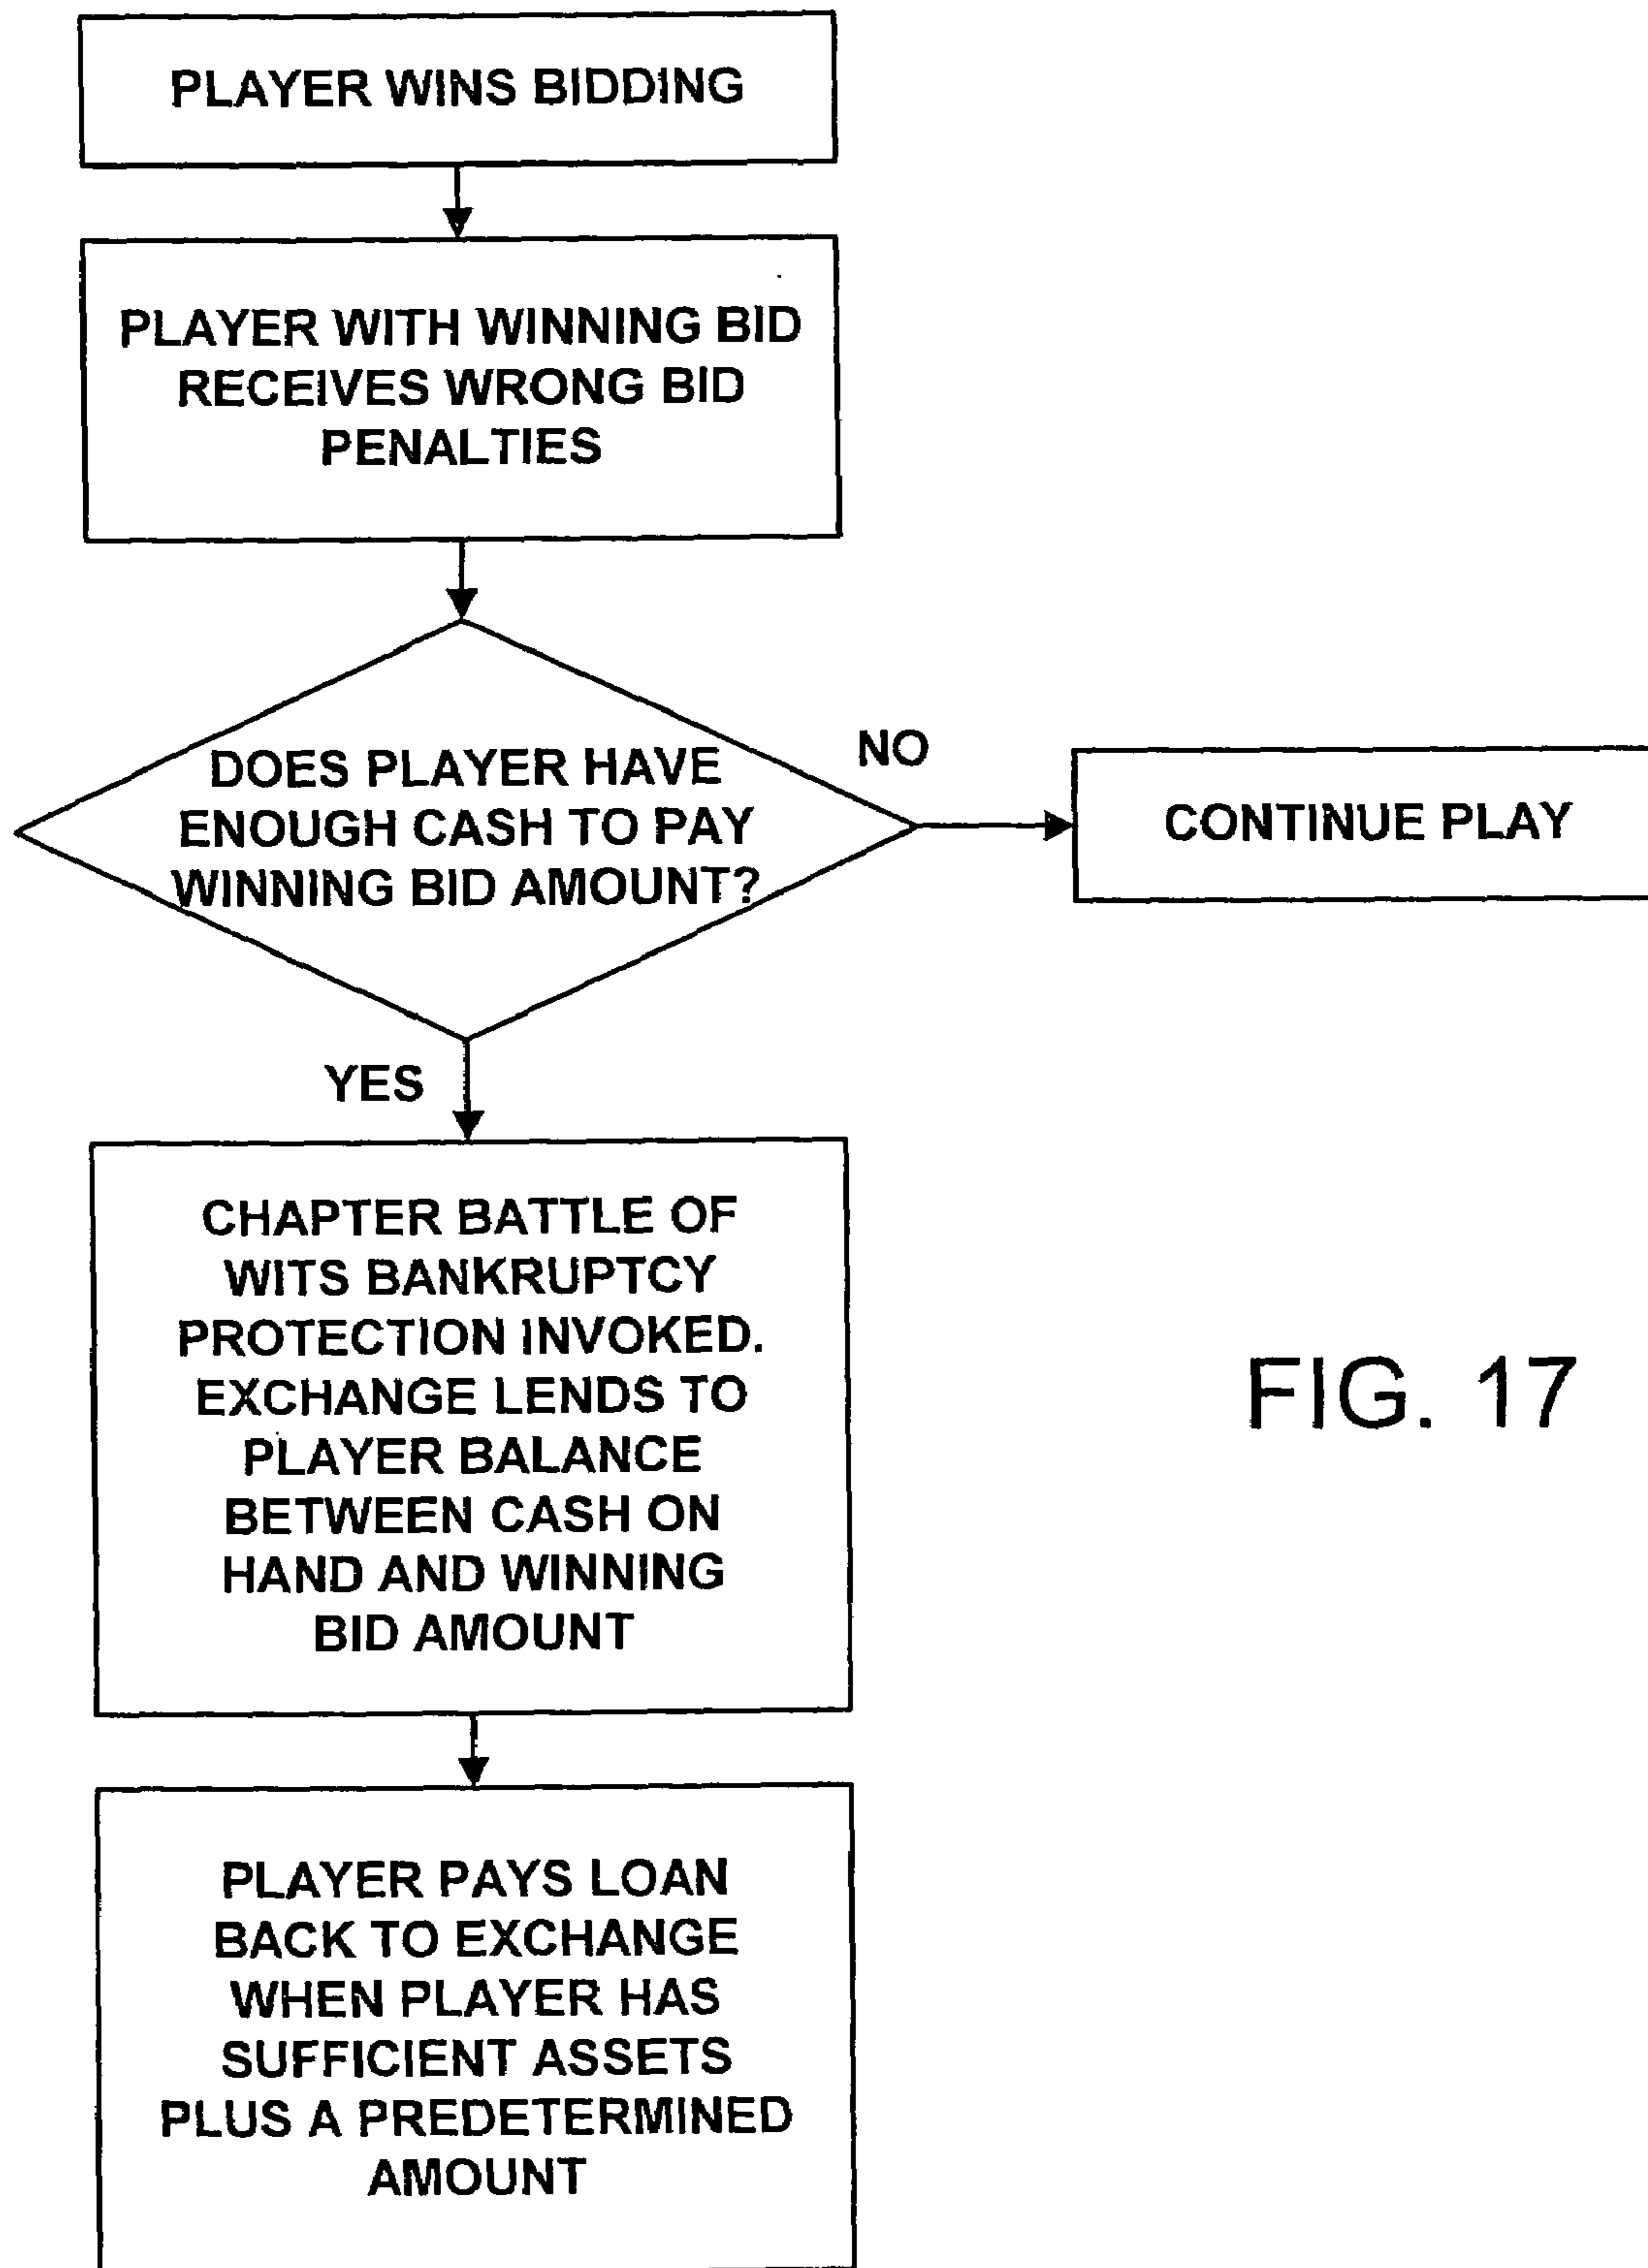 PLAYER WINS BIDDING
PLAYER WITH WINNING BID
RECEIVES WRONG BID
PENALTIES
DOES PLAYER HAVE
ENOUGH CASH TO PAY
WINNING BID AMOUNT?
NO
CONTINUE PLAY
YES
CHAPTER BATTLE OF
WITS BANKRUPTCY
PROTECTION INVOKED.
EXCHANGE LENDS TO
PLAYER BALANCE
BETWEEN CASH ON
HAND AND WINNING
BID AMOUNT
FIG. 17
PLAYER PAYS LOAN
BACK TO EXCHANGE
WHEN PLAYER HAS
SUFFICIENT ASSETS
PLUS A PREDETERMINED
AMOUNT